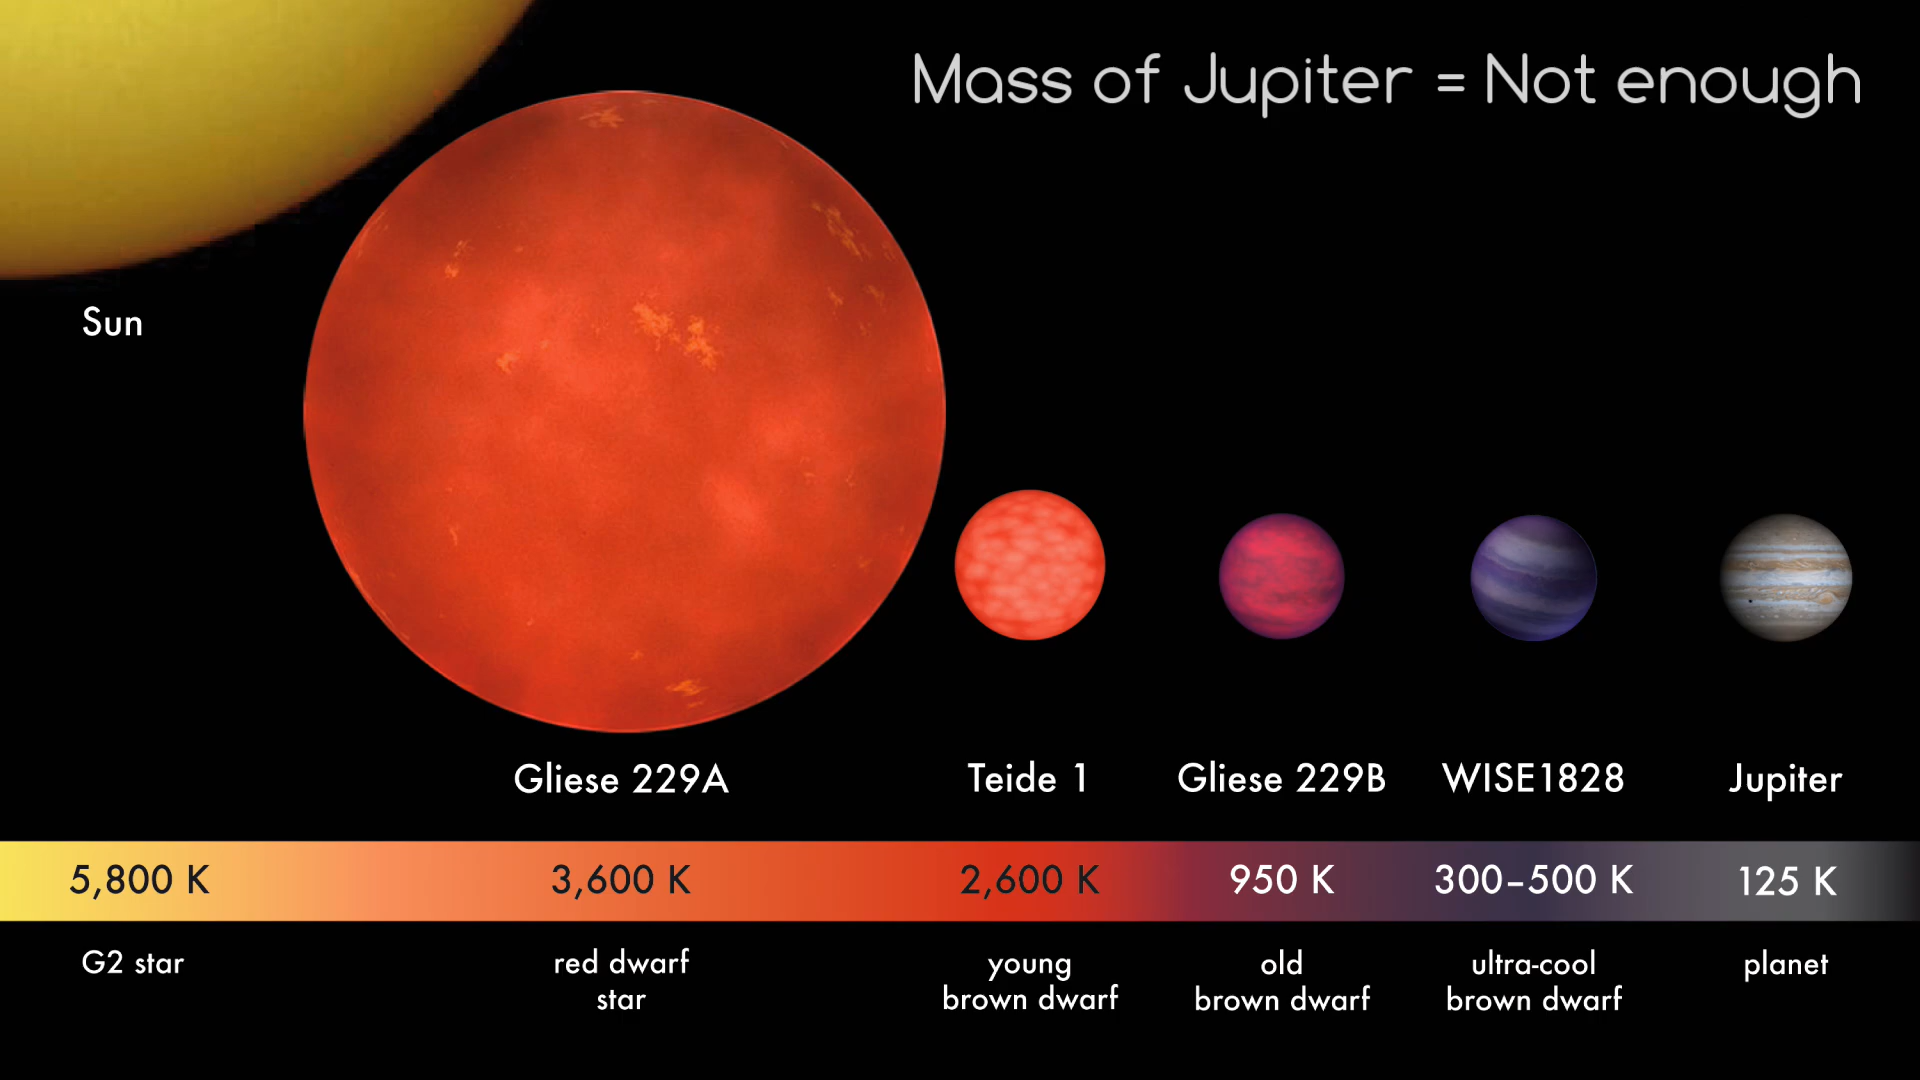 Mass of Jupiter = Not enough
Sun
Gliese 229A
Teide 1
Gliese 229B
WISE1828
Jupiter
5,800 K
3,600 K
2,600 K
950 K
300–500 K
125 K
G2 star
red dwarf
star
young
brown dwarf
old
brown dwarf
ultra-cool
brown dwarf
planet